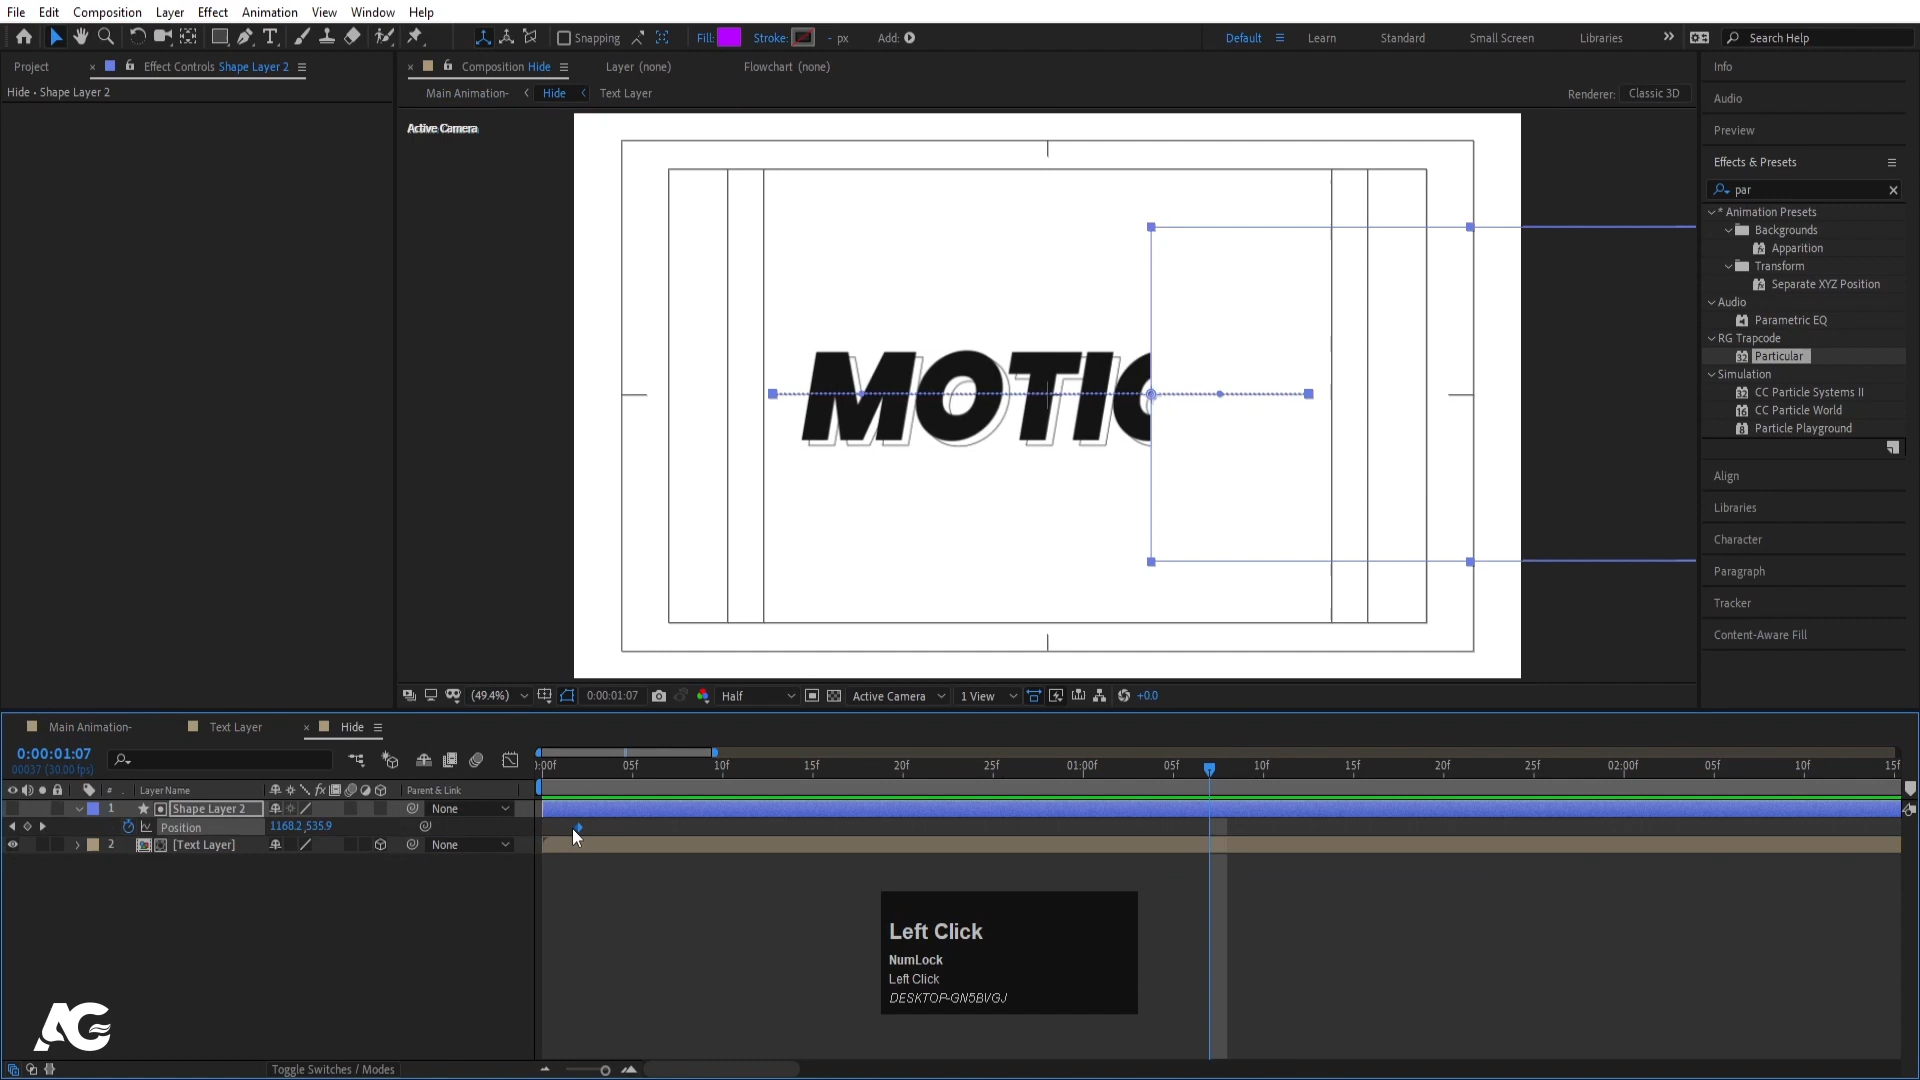 File Edit Composition Layer Effect Animation View Window Help
Snapping Fill: Stroke: - px Add: Default Learn Standard Small Screen Libraries Search Help
Project Effect Controls Shape Layer 2 Composition Hide Layer (none) Flowchart (none) Info
Hide • Shape Layer 2 Main Animation- Hide Text Layer Renderer: Classic 3D Audio
Active Camera
Preview
Effects & Presets
par
* Animation Presets
Backgrounds
Apparition
Transform
Separate XYZ Position
Audio
Parametric EQ
RG Trapcode
Particular
Simulation
CC Particle Systems II
CC Particle World
Particle Playground
MOTIO
Align
Libraries
Character
Paragraph
Tracker
Content-Aware Fill
(49.4%) 0:00:01:07 Half Active Camera 1 View +0.0
Main Animation- Text Layer Hide
0:00:01:07
00037 (30.00 fps)
:00f 05f 10f 15f 20f 25f 01:00f 05f 10f 15f 20f 25f 02:00f 05f 10f 15f
# Layer Name Parent & Link
1 Shape Layer 2 None
Position 1168.2,535.9
2 [Text Layer] None
Left Click
NumLock
Left Click
DESKTOP-GN5BVGJ
AG
Toggle Switches / Modes